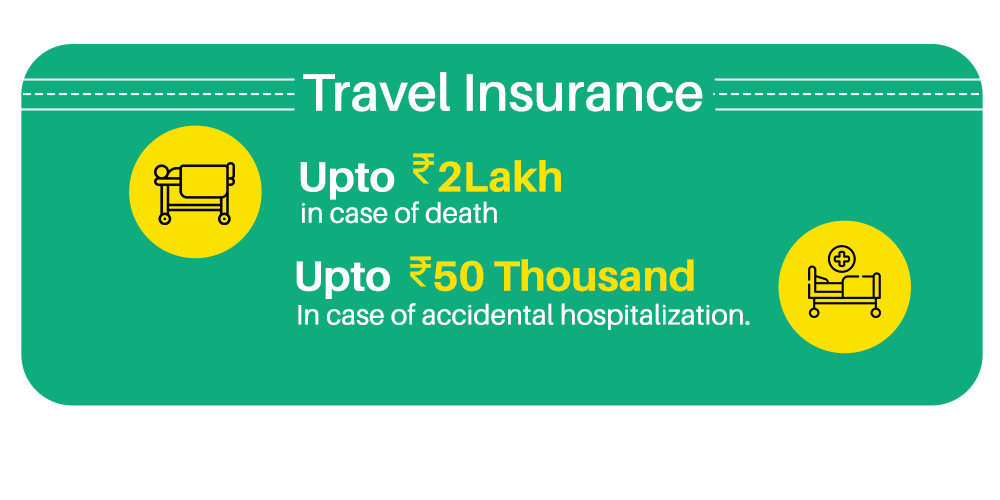 Travel Insurance
Upto ₹2Lakh
in case of death
Upto ₹50 Thousand
In case of accidental hospitalization.